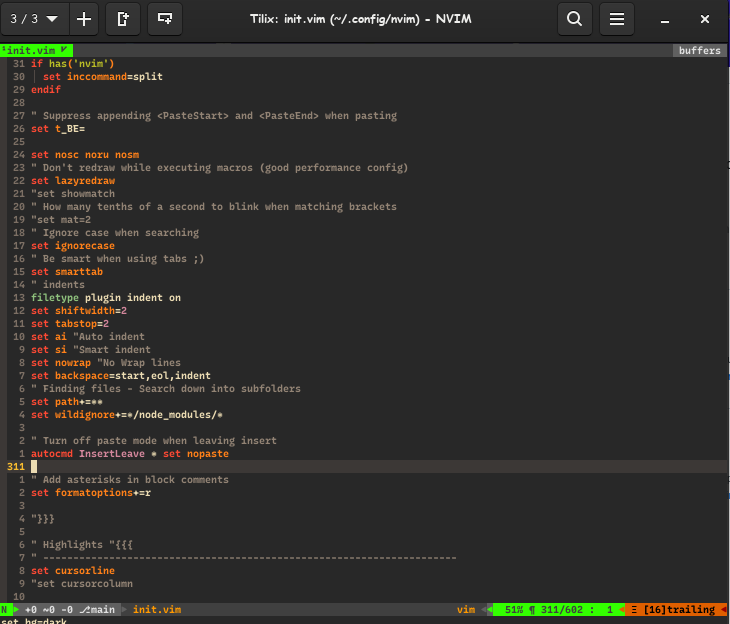 3 / 3
Tilix: init.vim (~/.config/nvim) - NVIM
init.vim
buffers
31 if has('nvim')
30 set inccommand=split
29 endif
28
27 " Suppress appending <PasteStart> and <PasteEnd> when pasting
26 set t_BE=
25
24 set nosc noru nosm
23 " Don't redraw while executing macros (good performance config)
22 set lazyredraw
21 "set showmatch
20 " How many tenths of a second to blink when matching brackets
19 "set mat=2
18 " Ignore case when searching
17 set ignorecase
16 " Be smart when using tabs ;)
15 set smarttab
14 " indents
13 filetype plugin indent on
12 set shiftwidth=2
11 set tabstop=2
10 set ai "Auto indent
9 set si "Smart indent
8 set nowrap "No Wrap lines
7 set backspace=start,eol,indent
6 " Finding files - Search down into subfolders
5 set path+=**
4 set wildignore+=*/node_modules/*
3
2 " Turn off paste mode when leaving insert
1 autocmd InsertLeave * set nopaste
311
1 " Add asterisks in block comments
2 set formatoptions+=r
3
4 "}}}
5
6 " Highlights "{{{
7 " ---------------------------------------------------------------------
8 set cursorline
9 "set cursorcolumn
10
N +0 ~0 -0 main init.vim vim 51% ¶ 311/602 : 1 Ξ [16]trailing
set bg=dark